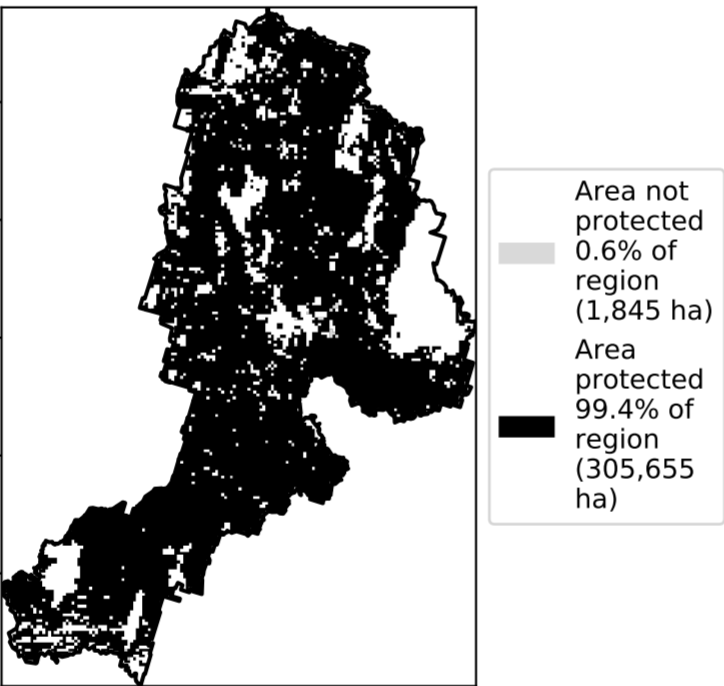 Area not
protected
0.6% of
region
(1,845 ha)
Area
protected
99.4% of
region
(305,655
ha)